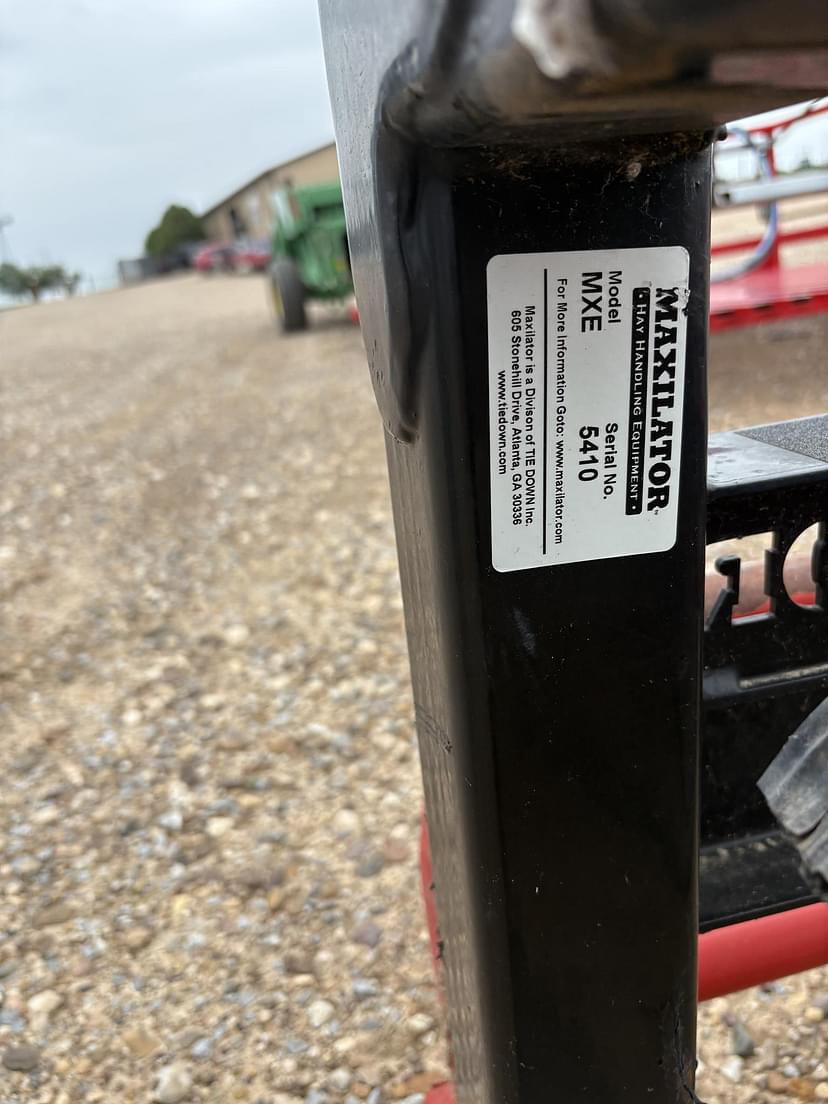 MAXILATOR™
• HAY HANDLING EQUIPMENT •
Model Serial No.
MXE 5410
For More Information Goto: www.maxilator.com
Maxilator is a Divison of TIE DOWN Inc.
605 Stonehill Drive, Atlanta, GA 30336
www.tiedown.com